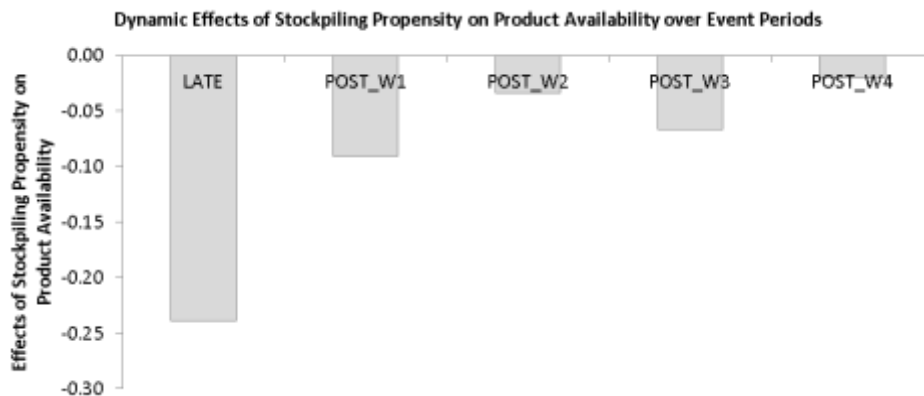 Dynamic Effects of Stockpiling Propensity on Product Availability over Event Periods
Effects of Stockpiling Propensity on
Product Availability
0.00
-0.05
-0.10
-0.15
-0.20
-0.25
-0.30
LATE
POST_W1
POST_W2
POST_W3
POST_W4